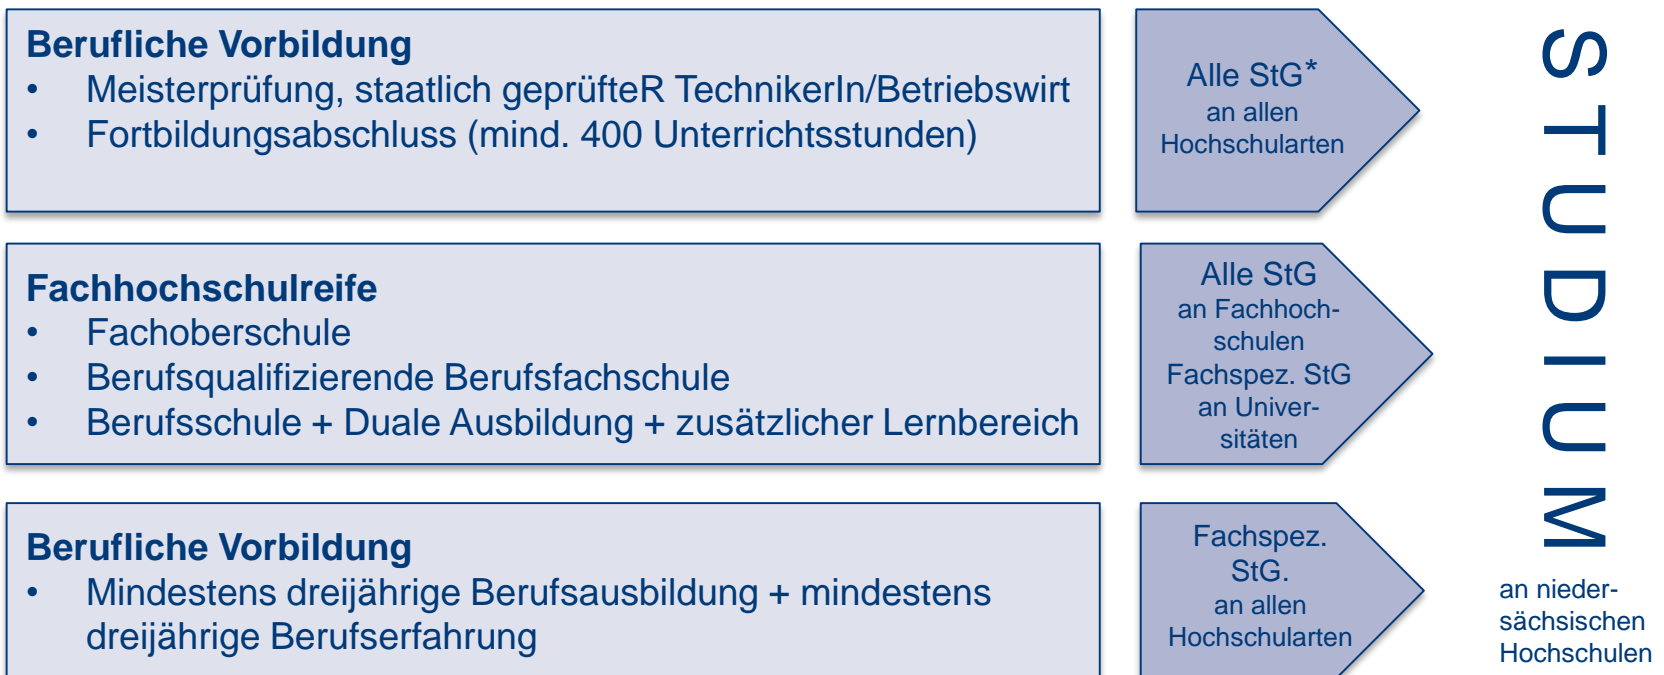 Berufliche Vorbildung
• Meisterprüfung, staatlich geprüfteR TechnikerIn/Betriebswirt
• Fortbildungsabschluss (mind. 400 Unterrichtsstunden)
Alle StG*
an allen
Hochschularten
Fachhochschulreife
• Fachoberschule
• Berufsqualifizierende Berufsfachschule
• Berufsschule + Duale Ausbildung + zusätzlicher Lernbereich
Alle StG
an Fachhoch-
schulen
Fachspez. StG
an Univer-
sitäten
Berufliche Vorbildung
• Mindestens dreijährige Berufsausbildung + mindestens
dreijährige Berufserfahrung
Fachspez.
StG.
an allen
Hochschularten
STUDIUM
an nieder-
sächsischen
Hochschulen